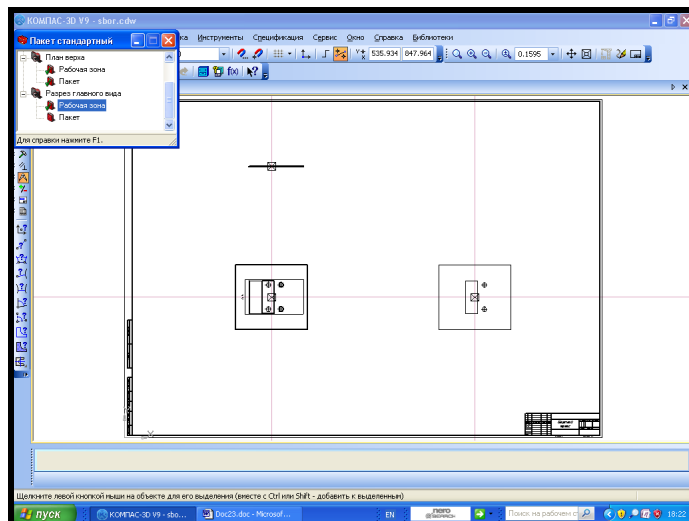 КОМПАС-3D V9 - sbor.cdw
Инструменты Спецификация Сервис Окно Справка Библиотеки
Пакет стандартный
535.934 847.964 0.1595
f(x)
План верха
Рабочая зона
Пакет
Разрез главного вида
Рабочая зона
Пакет
Для справки нажмите F1.
Щелкните левой кнопкой мыши на объекте для его выделения (вместе с Ctrl или Shift - добавить к выделенным)
пуск КОМПАС-3D V9 - sbo... Doc23.doc - Microsof... EN nero SEARCH Поиск на рабочем с 18:22